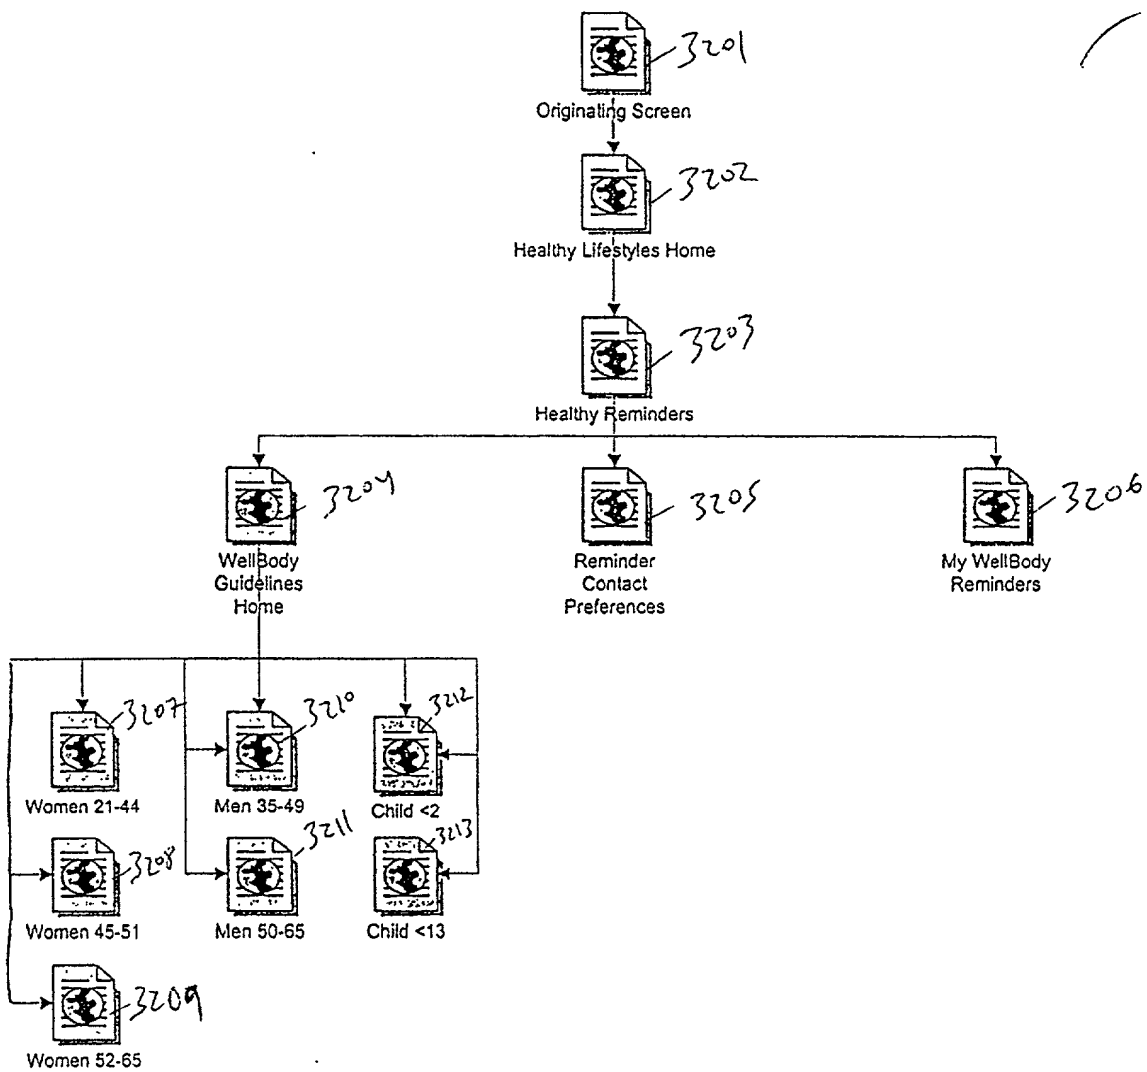 3201
Originating Screen
3202
Healthy Lifestyles Home
3203
Healthy Reminders
3204
3205
3206
WellBody
Guidelines
Home
Reminder
Contact
Preferences
My WellBody
Reminders
3207
3210
3212
Women 21-44
Men 35-49
Child <2
3208
3211
3213
Women 45-51
Men 50-65
Child <13
3209
Women 52-65